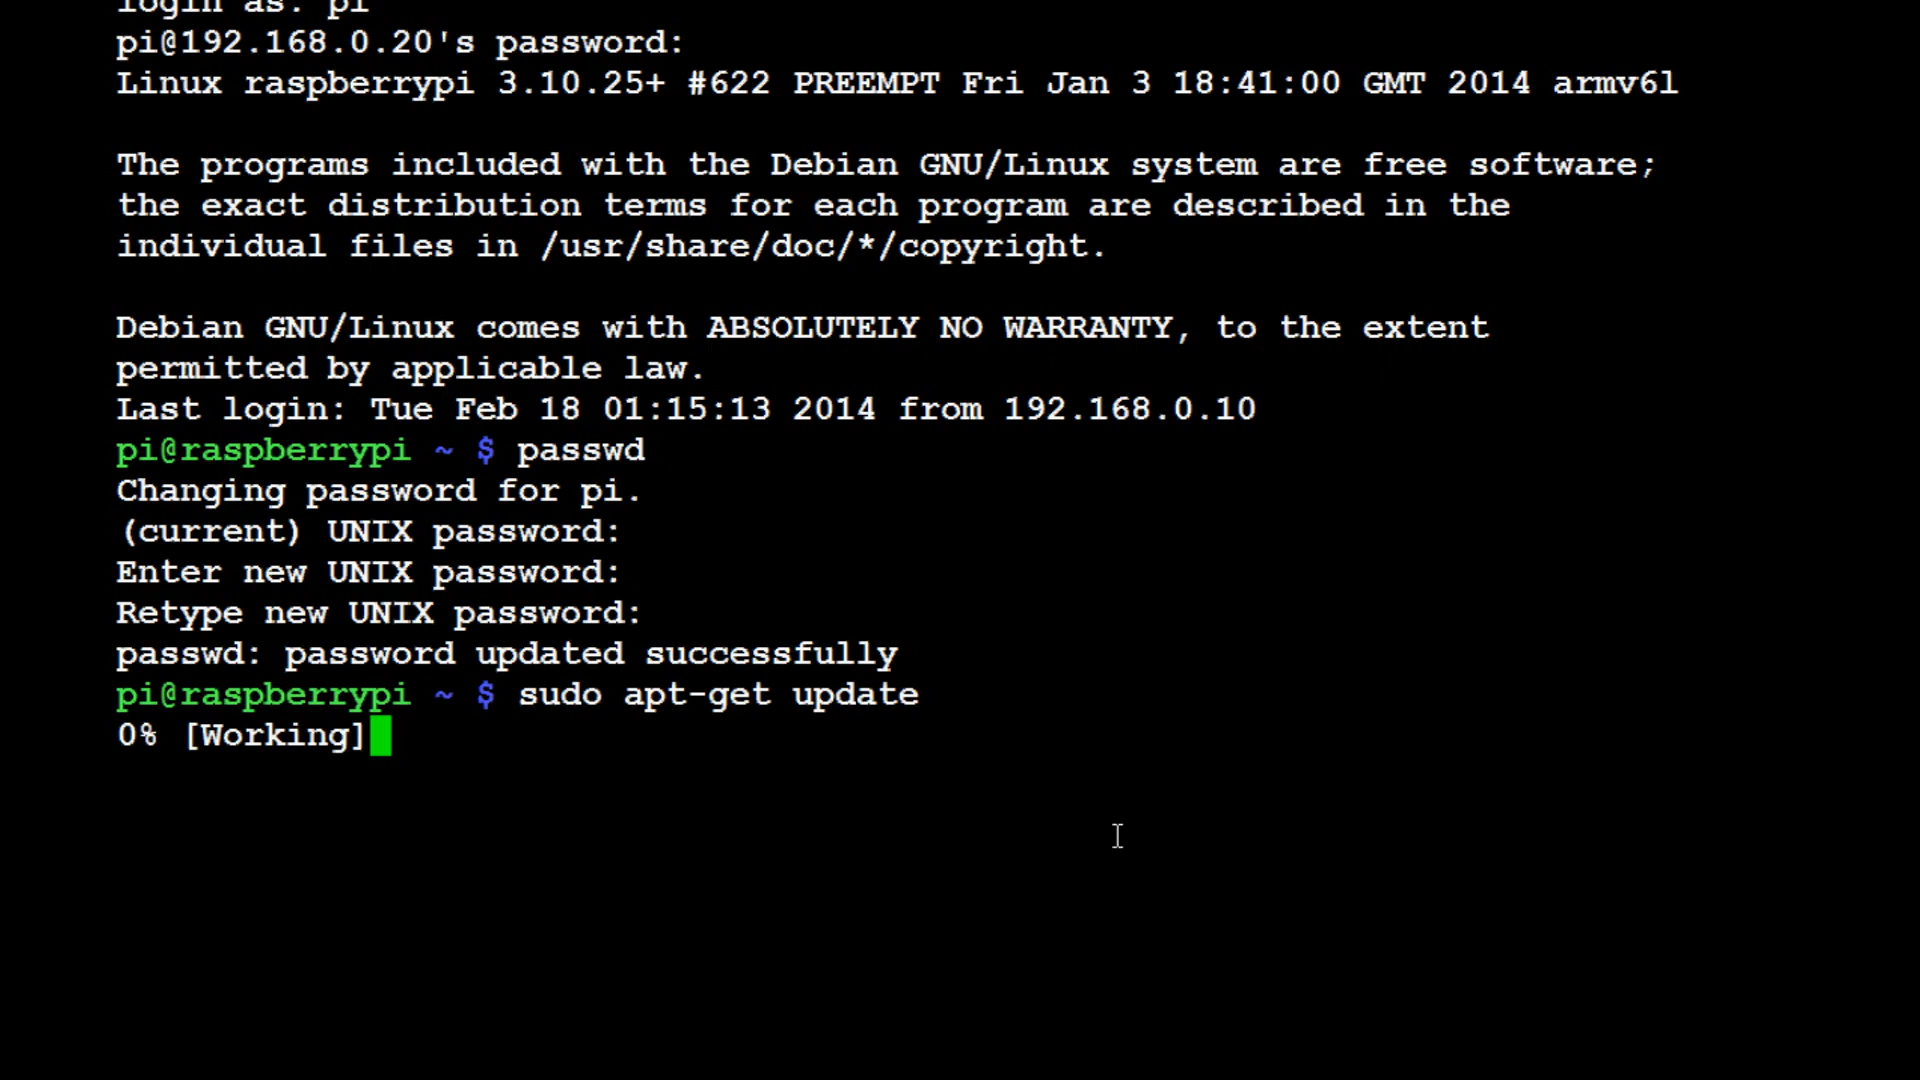 login as: pi
pi@192.168.0.20's password:
Linux raspberrypi 3.10.25+ #622 PREEMPT Fri Jan 3 18:41:00 GMT 2014 armv6l
The programs included with the Debian GNU/Linux system are free software;
the exact distribution terms for each program are described in the
individual files in /usr/share/doc/*/copyright.
Debian GNU/Linux comes with ABSOLUTELY NO WARRANTY, to the extent
permitted by applicable law.
Last login: Tue Feb 18 01:15:13 2014 from 192.168.0.10
pi@raspberrypi ~ $ passwd
Changing password for pi.
(current) UNIX password:
Enter new UNIX password:
Retype new UNIX password:
passwd: password updated successfully
pi@raspberrypi ~ $ sudo apt-get update
0% [Working]